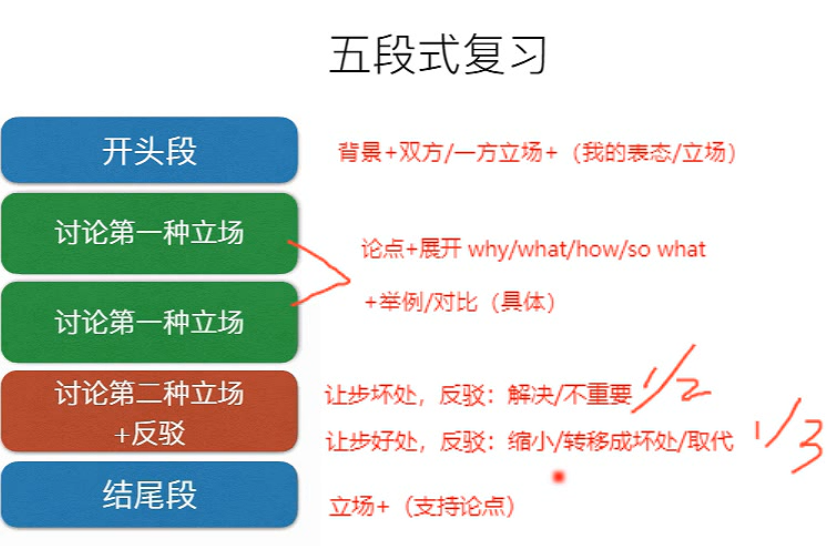 五段式复习
开头段
背景+双方/一方立场+（我的表态/立场）
讨论第一种立场
论点+展开 why/what/how/so what
+举例/对比（具体）
讨论第一种立场
讨论第二种立场
+反驳
让步坏处，反驳：解决/不重要
1/2
让步好处，反驳：缩小/转移成坏处/取代
1/3
结尾段
立场+（支持论点）